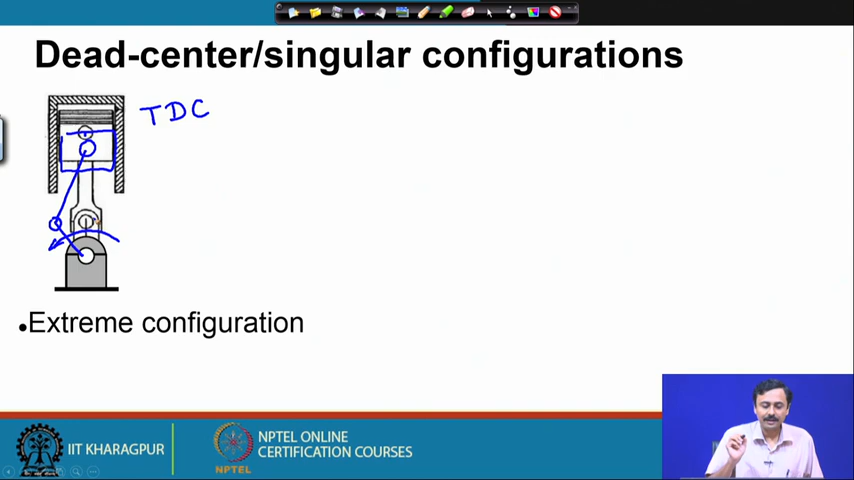 Dead-center/singular configurations
TDC
•Extreme configuration
IIT KHARAGPUR
NPTEL
NPTEL ONLINE
CERTIFICATION COURSES